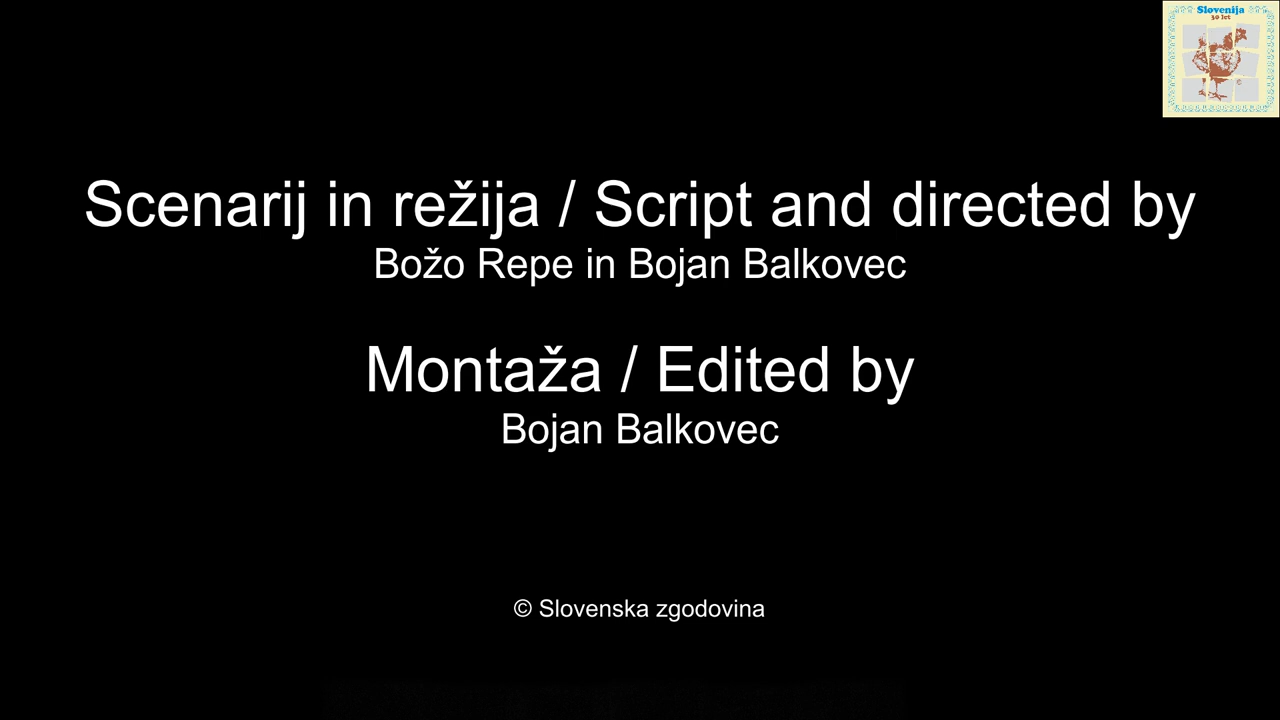 Slovenija
30 let
Scenarij in režija / Script and directed by
Božo Repe in Bojan Balkovec
Montaža / Edited by
Bojan Balkovec
© Slovenska zgodovina